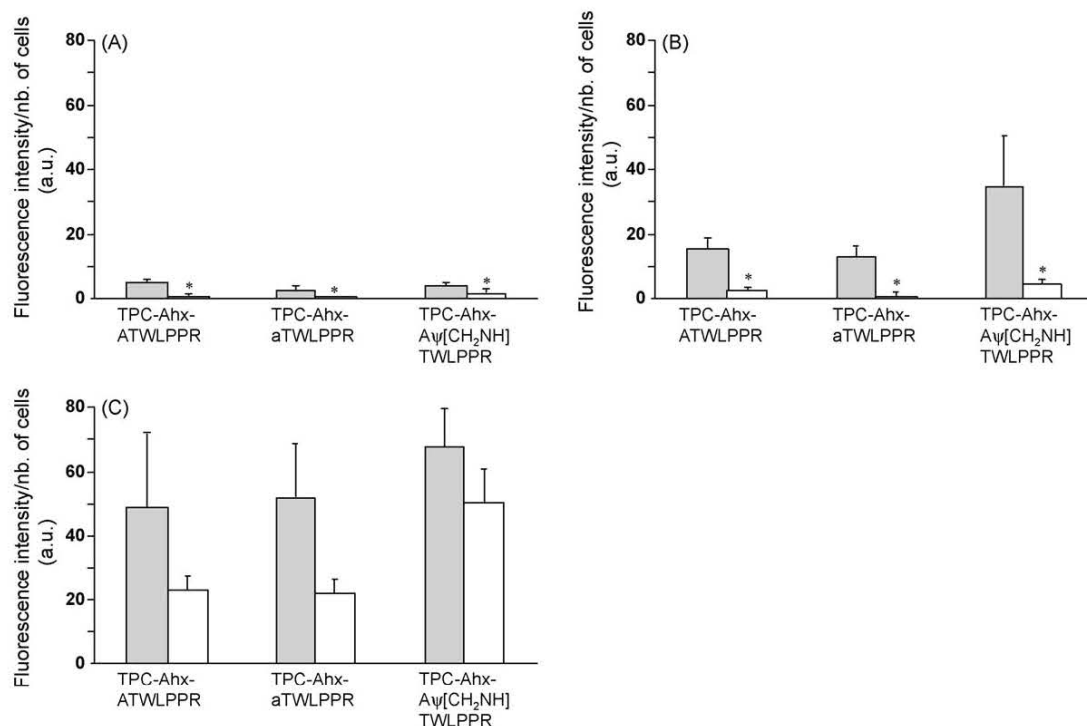 (A)
Fluorescence intensity/nb. of cells
(a.u.)
80
60
40
20
0
*
*
*
TPC-Ahx-
ATWLPPR
TPC-Ahx-
aTWLPPR
TPC-Ahx-
Aψ[CH₂NH]
TWLPPR
(B)
Fluorescence intensity/nb. of cells
(a.u.)
80
60
40
20
0
*
*
*
TPC-Ahx-
ATWLPPR
TPC-Ahx-
aTWLPPR
TPC-Ahx-
Aψ[CH₂NH]
TWLPPR
(C)
Fluorescence intensity/nb. of cells
(a.u.)
80
60
40
20
0
TPC-Ahx-
ATWLPPR
TPC-Ahx-
aTWLPPR
TPC-Ahx-
Aψ[CH₂NH]
TWLPPR